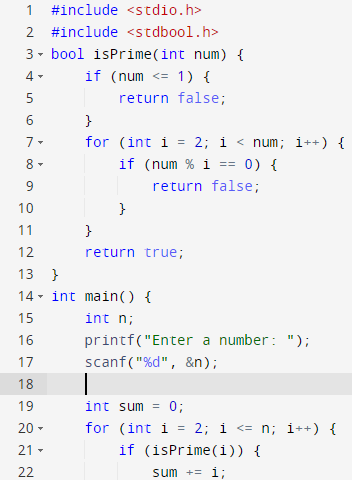 1 #include <stdio.h>
2 #include <stdbool.h>
3 bool isPrime(int num) {
4     if (num <= 1) {
5         return false;
6     }
7     for (int i = 2; i < num; i++) {
8         if (num % i == 0) {
9             return false;
10         }
11     }
12     return true;
13 }
14 int main() {
15     int n;
16     printf("Enter a number: ");
17     scanf("%d", &n);
18
19     int sum = 0;
20     for (int i = 2; i <= n; i++) {
21         if (isPrime(i)) {
22             sum += i;